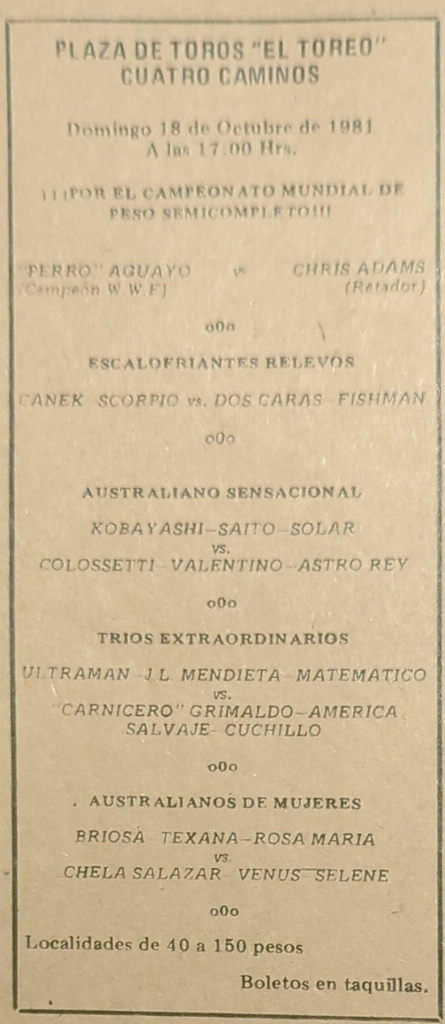 PLAZA DE TOROS "EL TOREO"
CUATRO CAMINOS
Domingo 18 de Octubre de 1981
A las 17:00 Hrs.
¡¡¡POR EL CAMPEONATO MUNDIAL DE
PESO SEMICOMPLETO!!!
"PERRO" AGUAYO vs CHRIS ADAMS
(Campeón W W F) (Retador)
oOo
ESCALOFRIANTES RELEVOS
CANEK SCORPIO vs. DOS CARAS FISHMAN
oOo
AUSTRALIANO SENSACIONAL
KOBAYASHI-SAITO-SOLAR
vs.
COLOSSETTI VALENTINO-ASTRO REY
oOo
TRIOS EXTRAORDINARIOS
ULTRAMAN J.L. MENDIETA MATEMATICO
vs.
"CARNICERO" GRIMALDO-AMERICA
SALVAJE-CUCHILLO
oOo
AUSTRALIANOS DE MUJERES
BRIOSA TEXANA-ROSA MARIA
vs.
CHELA SALAZAR VENUS-SELENE
oOo
Localidades de 40 a 150 pesos
Boletos en taquillas.